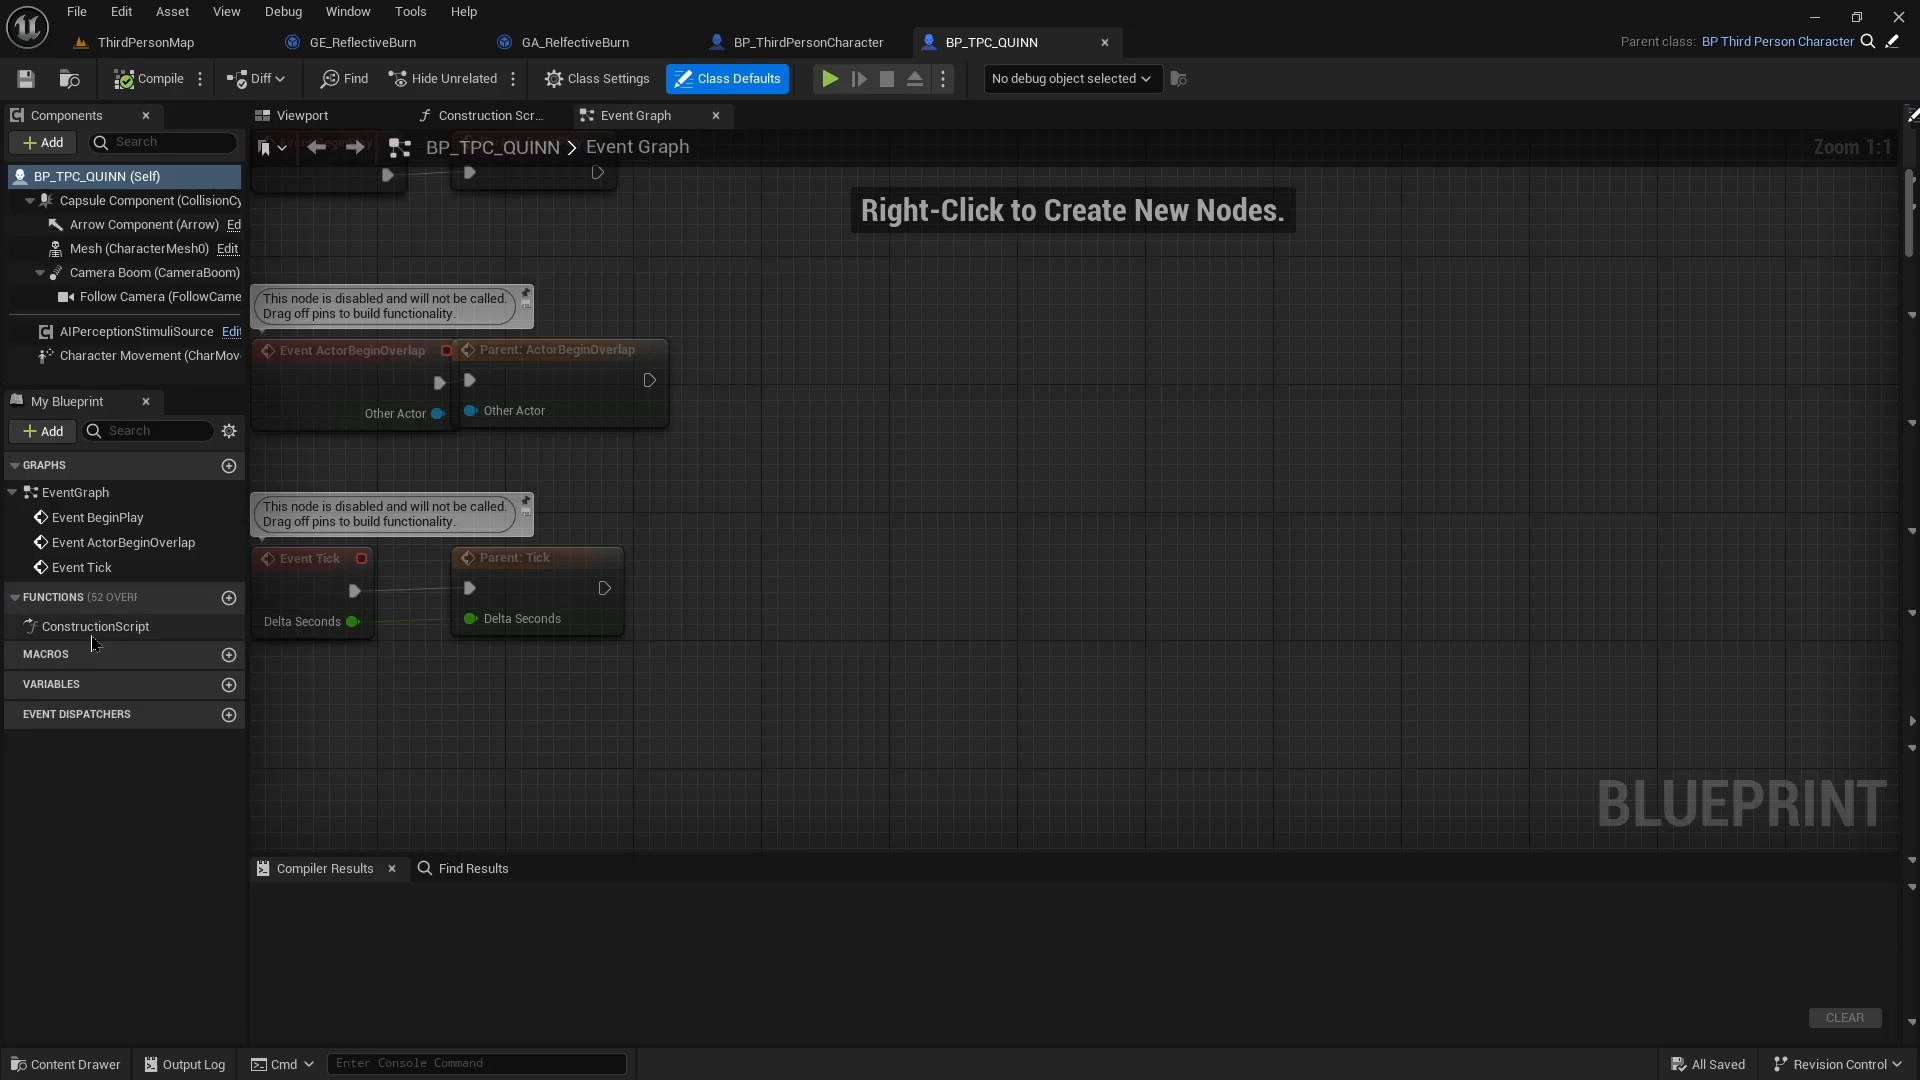 File Edit Asset View Debug Window Tools Help
ThirdPersonMap GE_ReflectiveBurn GA_RelfectiveBurn BP_ThirdPersonCharacter BP_TPC_QUINN Parent class: BP Third Person Character
Compile Diff Find Hide Unrelated Class Settings Class Defaults No debug object selected
Components Viewport Construction Scr... Event Graph
Add Search
BP_TPC_QUINN > Event Graph Zoom 1:1
BP_TPC_QUINN (Self)
Capsule Component (CollisionCy
Arrow Component (Arrow) Ed
Mesh (CharacterMesh0) Edit
Camera Boom (CameraBoom)
Follow Camera (FollowCame
AIPerceptionStimuliSource Edit
Character Movement (CharMov
Right-Click to Create New Nodes.
This node is disabled and will not be called.
Drag off pins to build functionality.
Event ActorBeginOverlap Parent: ActorBeginOverlap
Other Actor Other Actor
My Blueprint
Add Search
GRAPHS
EventGraph
Event BeginPlay
Event ActorBeginOverlap
Event Tick
FUNCTIONS (52 OVERR
ConstructionScript
MACROS
VARIABLES
EVENT DISPATCHERS
This node is disabled and will not be called.
Drag off pins to build functionality.
Event Tick Parent: Tick
Delta Seconds Delta Seconds
BLUEPRINT
Compiler Results Find Results
CLEAR
Content Drawer Output Log Cmd Enter Console Command All Saved Revision Control